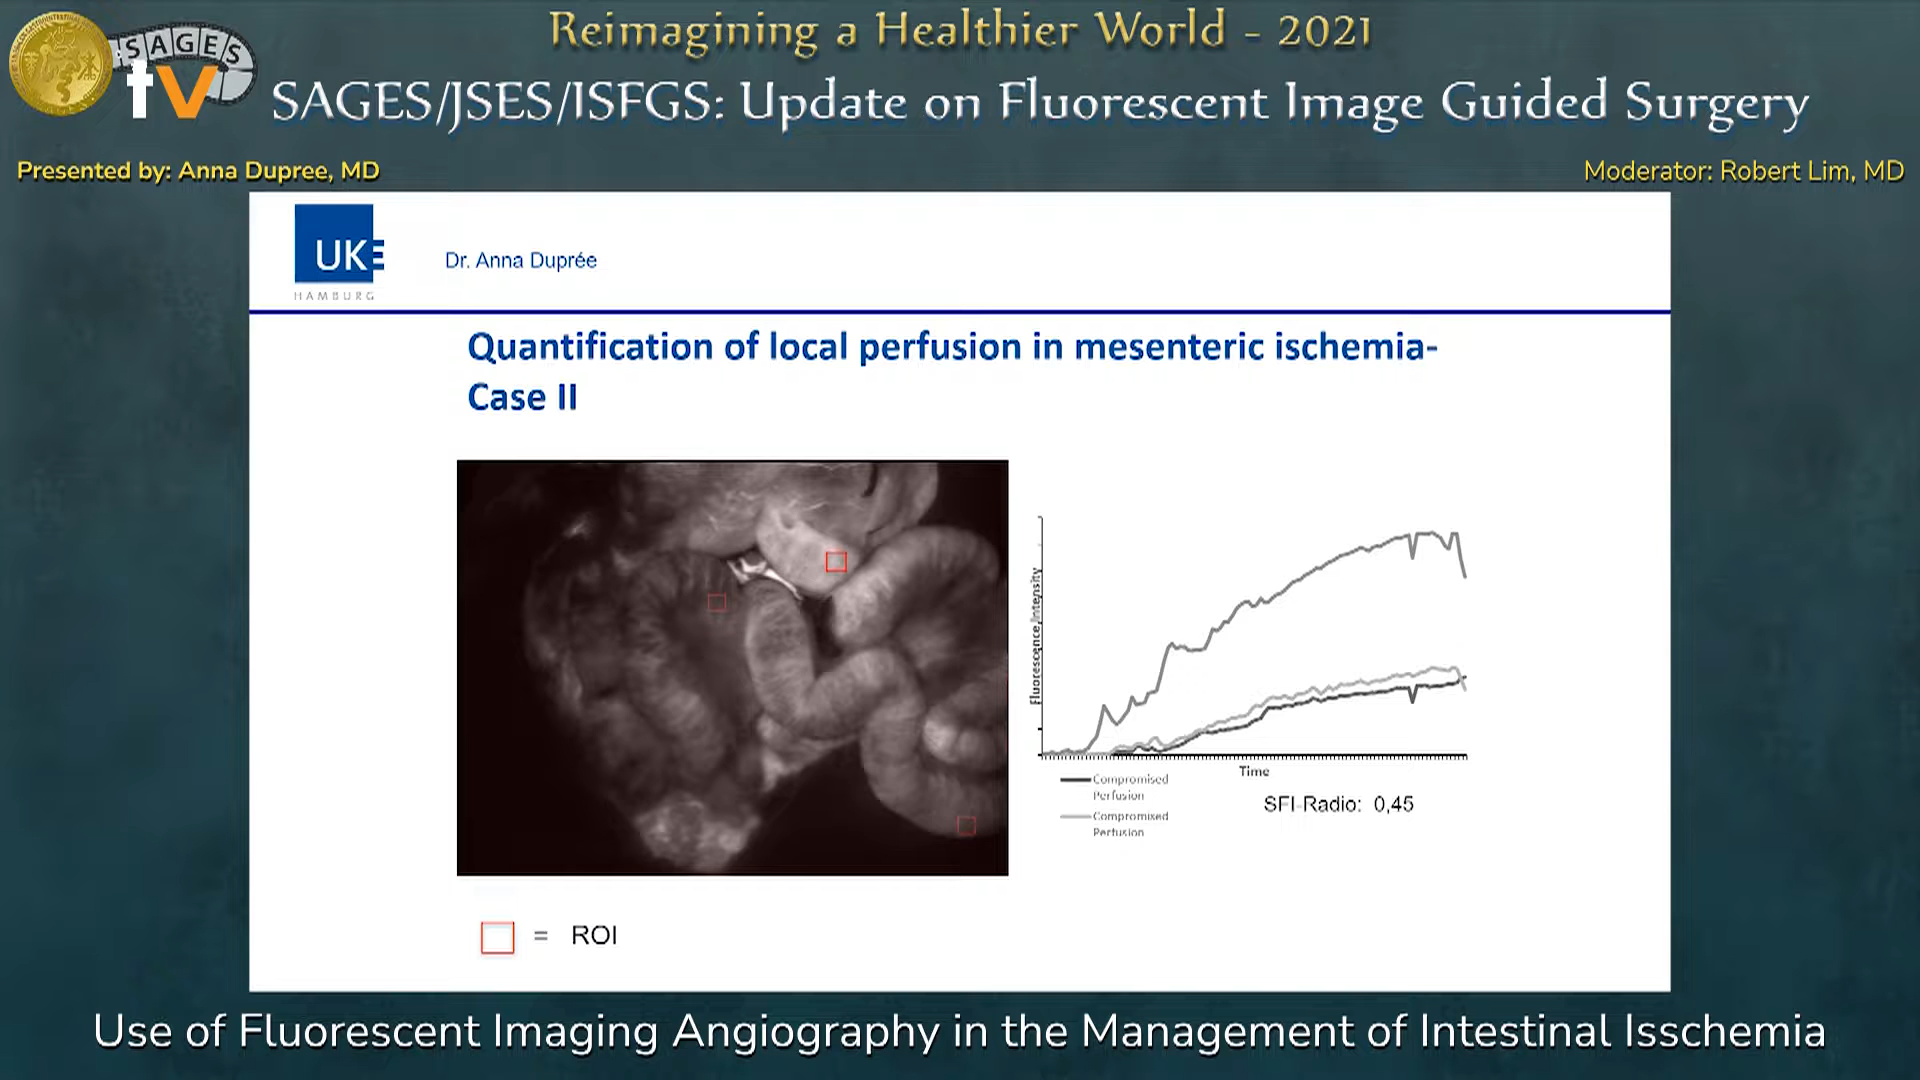 Reimagining a Healthier World - 2021
SAGES
tv
SAGES/JSES/ISFGS: Update on Fluorescent Image Guided Surgery
Presented by: Anna Dupree, MD
Moderator: Robert Lim, MD
UKE
HAMBURG
Dr. Anna Duprée
Quantification of local perfusion in mesenteric ischemia-
Case II
Fluorescence Intensity
Time
Compromised
Perfusion
Compromised
Perfusion
SFI-Radio: 0,45
= ROI
Use of Fluorescent Imaging Angiography in the Management of Intestinal Isschemia